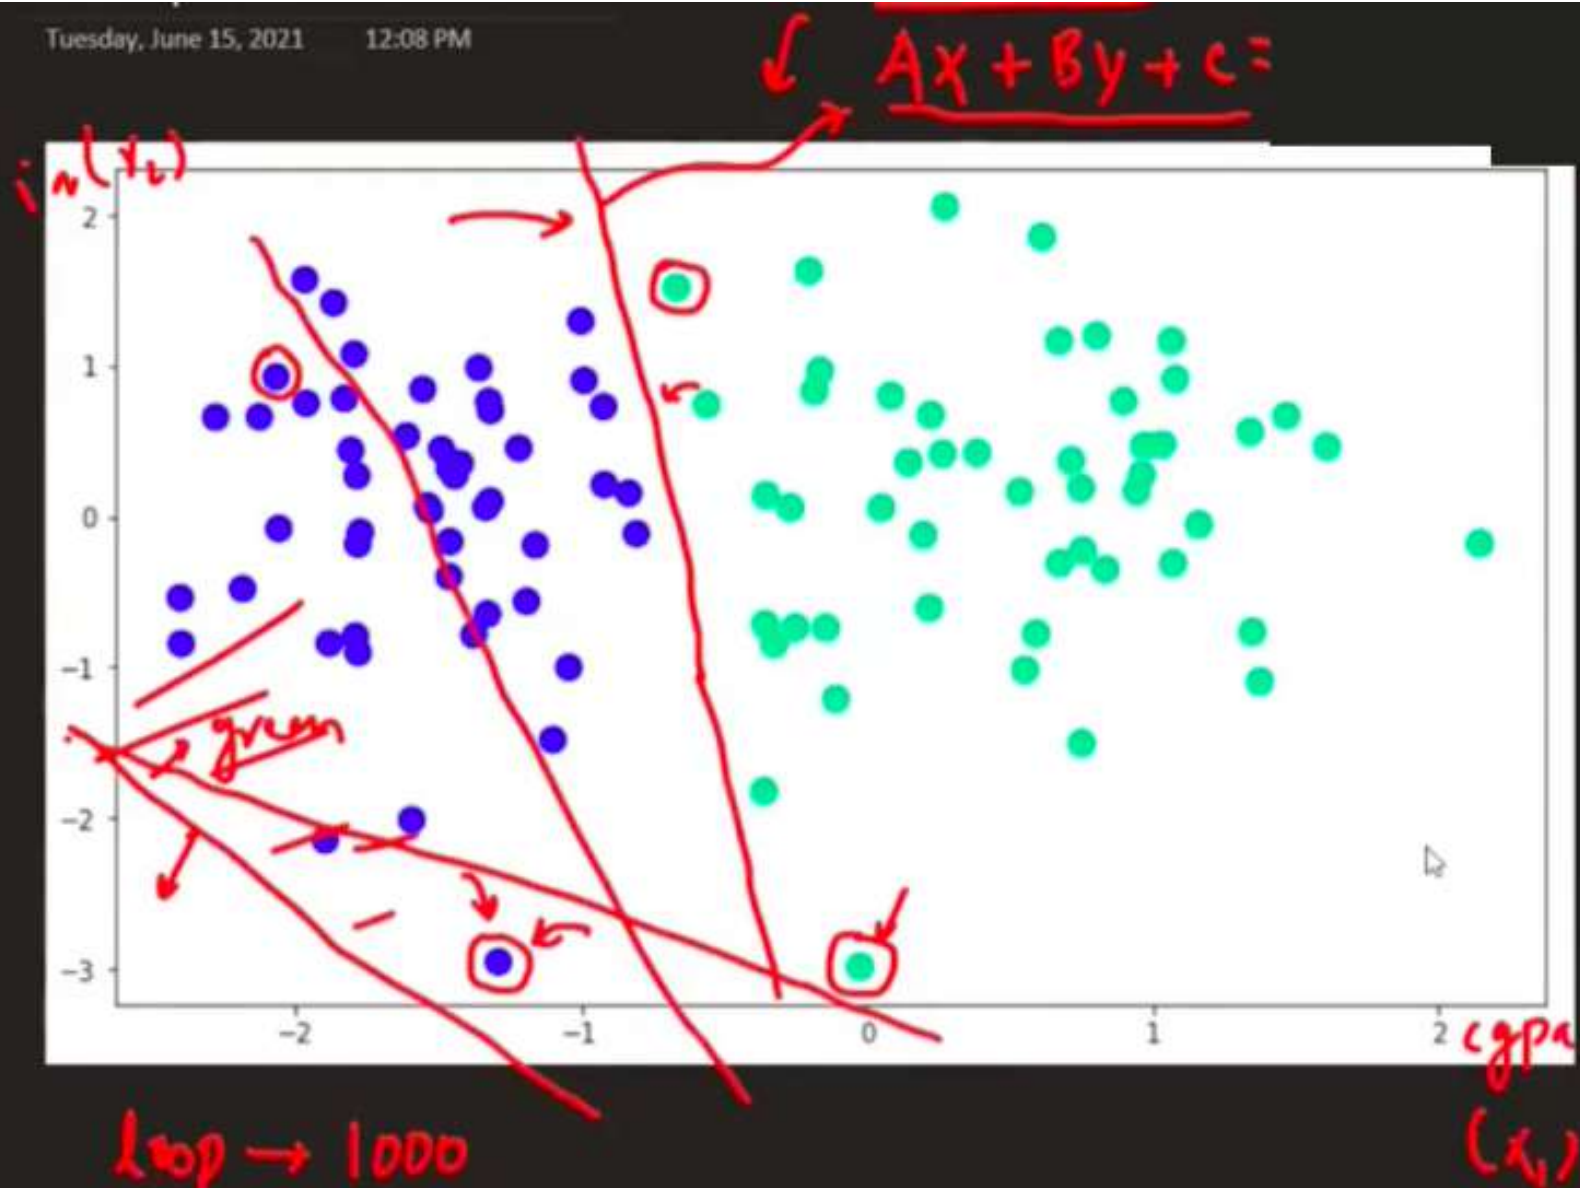 Tuesday, June 15, 2021 12:08 PM
Ax + By + c =
2
1
0
−1
−2
−3
green
−2 −1 0 1 2
cgpa
(x₁)
loop → 1000